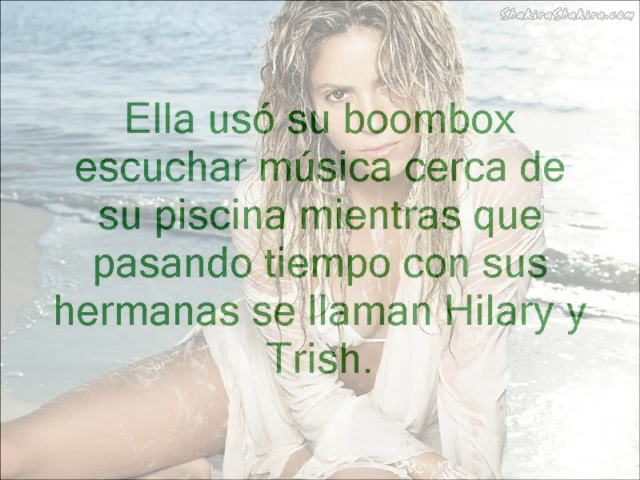 ShakiraShakira.com
Ella usó su boombox
escuchar música cerca de
su piscina mientras que
pasando tiempo con sus
hermanas se llaman Hilary y
Trish.